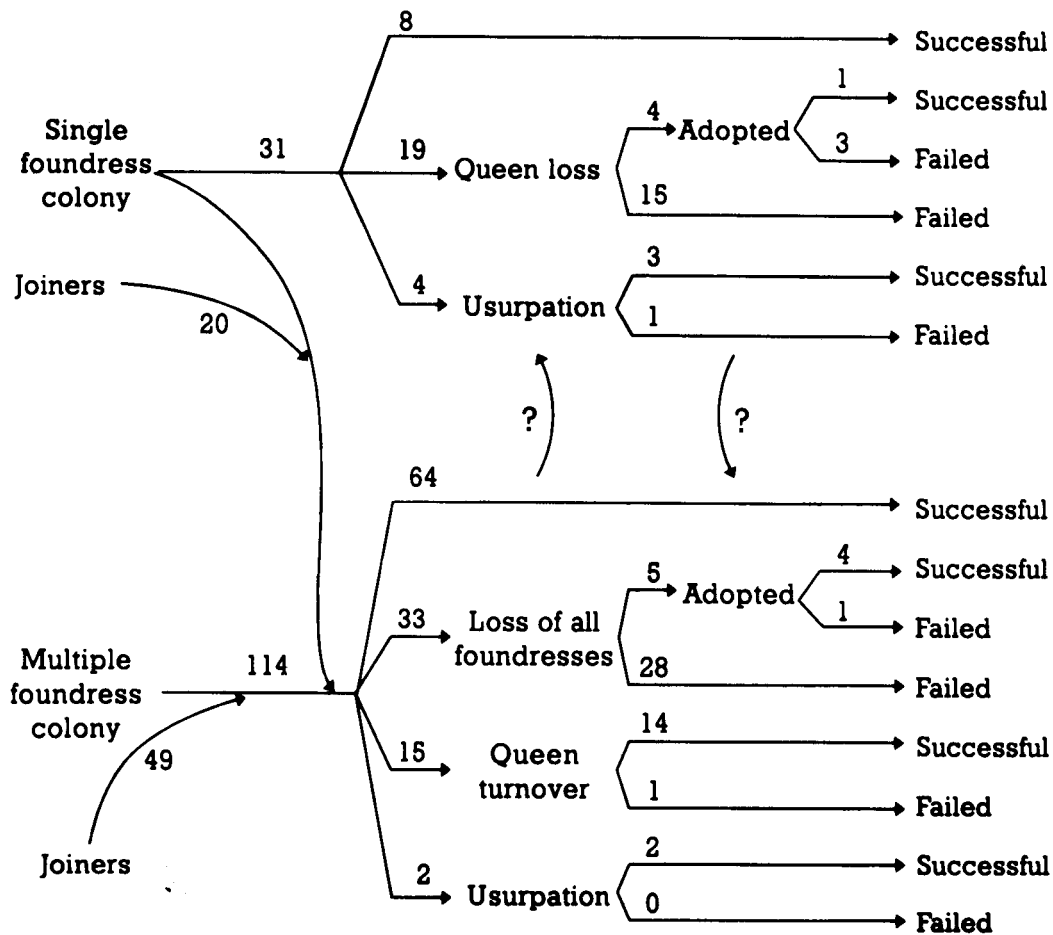 8
Successful
1
Successful
4
Adopted
3
Failed
Single
foundress
colony
31
19
Queen loss
15
Failed
Joiners
20
4
Usurpation
3
Successful
1
Failed
?
?
64
Successful
5
Adopted
4
Successful
1
Failed
33
Loss of all
foundresses
28
Failed
Multiple
foundress
colony
114
49
Joiners
15
Queen
turnover
14
Successful
1
Failed
2
Usurpation
2
Successful
0
Failed